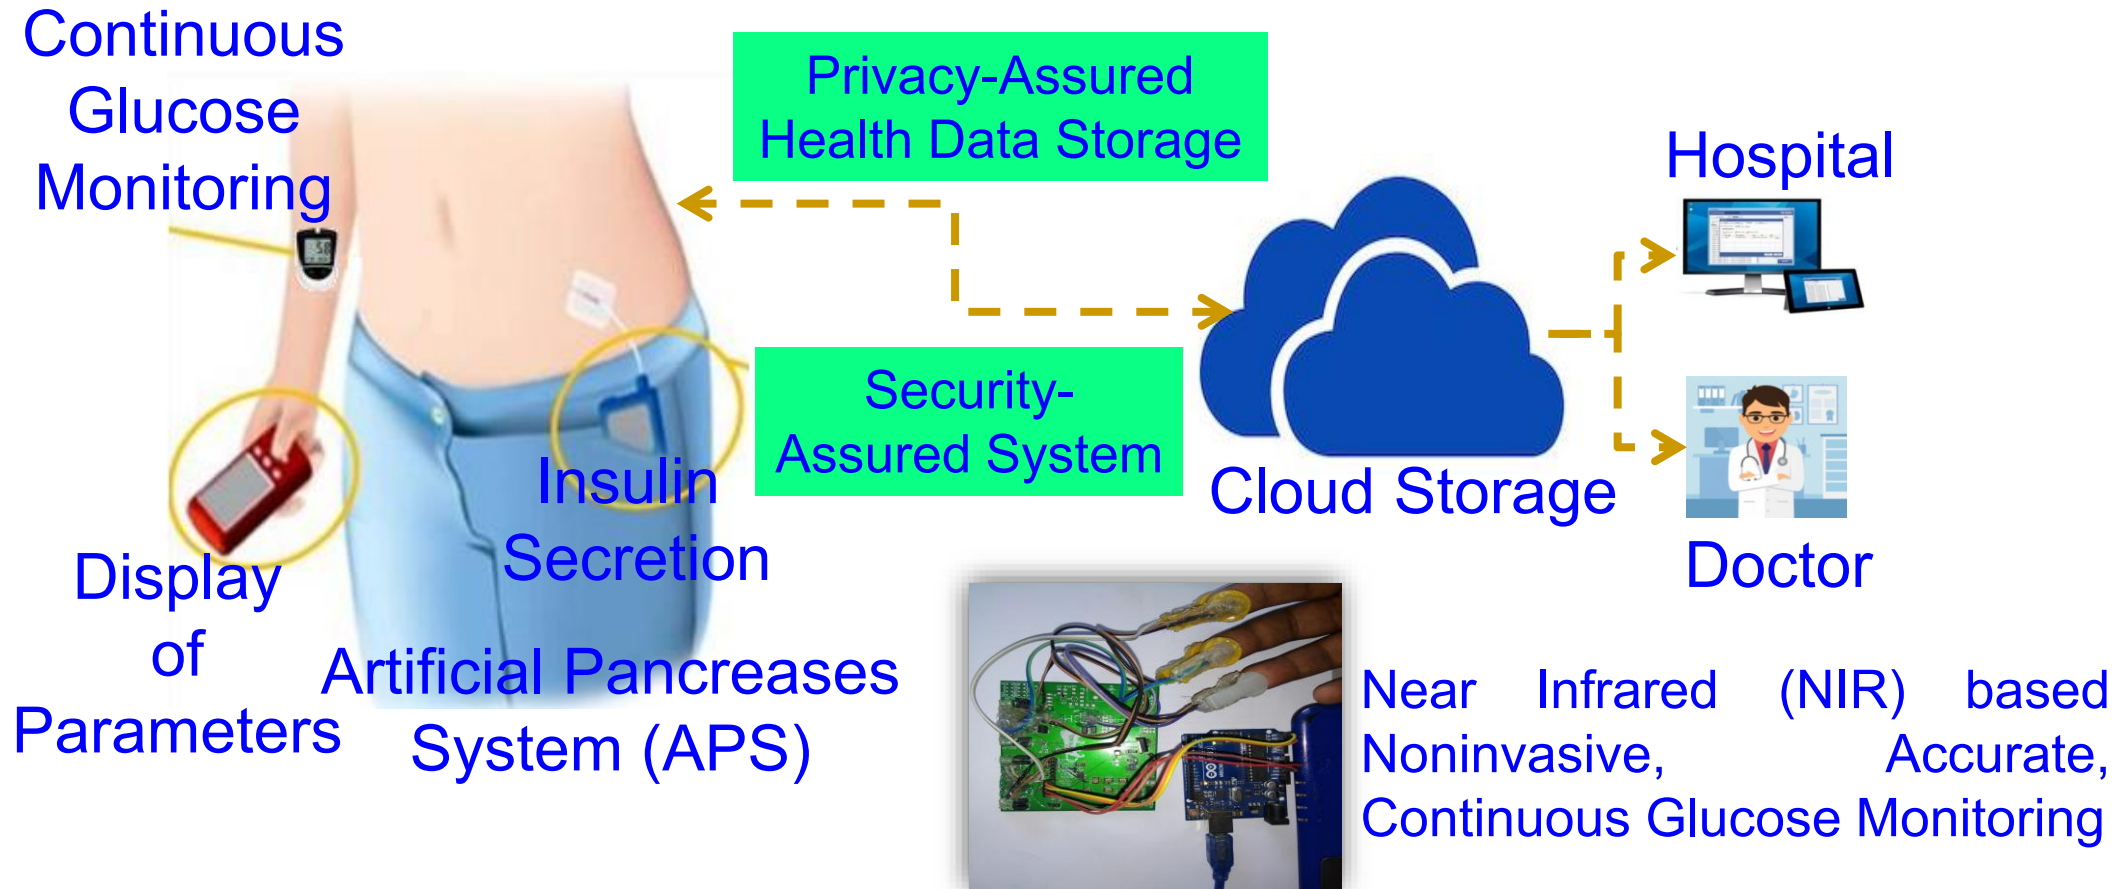 Continuous
Glucose
Monitoring
Privacy-Assured
Health Data Storage
Hospital
Security-
Assured System
Cloud Storage
Doctor
Insulin
Secretion
Display
of
Parameters
Artificial Pancreases
System (APS)
Near Infrared (NIR) based
Noninvasive, Accurate,
Continuous Glucose Monitoring